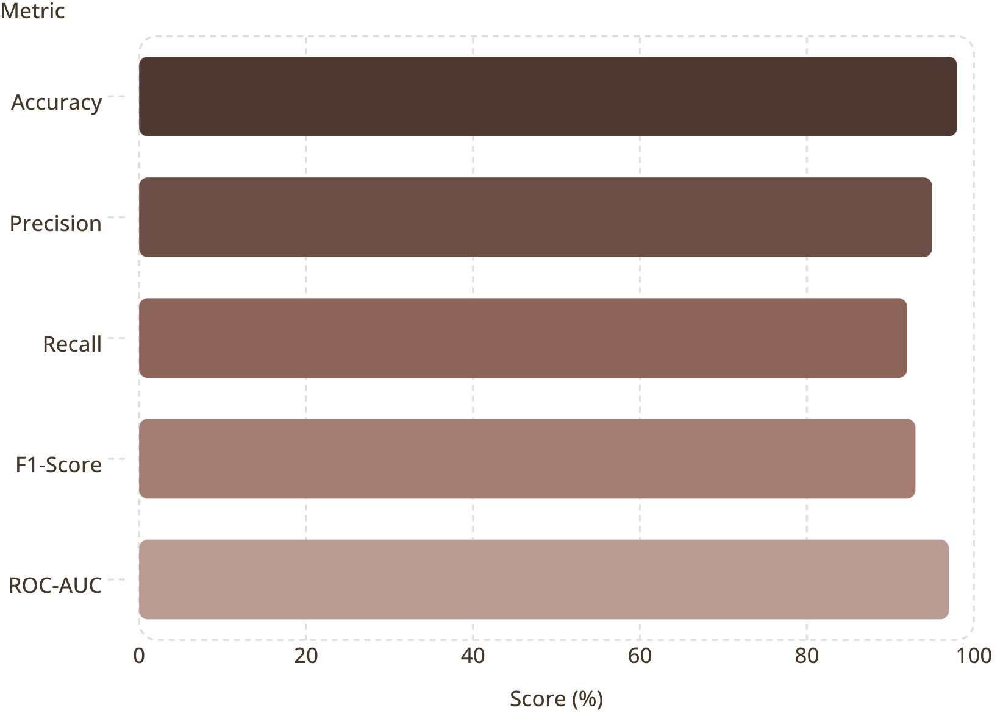 Metric
Accuracy
Precision
Recall
F1-Score
ROC-AUC
0 20 40 60 80 100
Score (%)